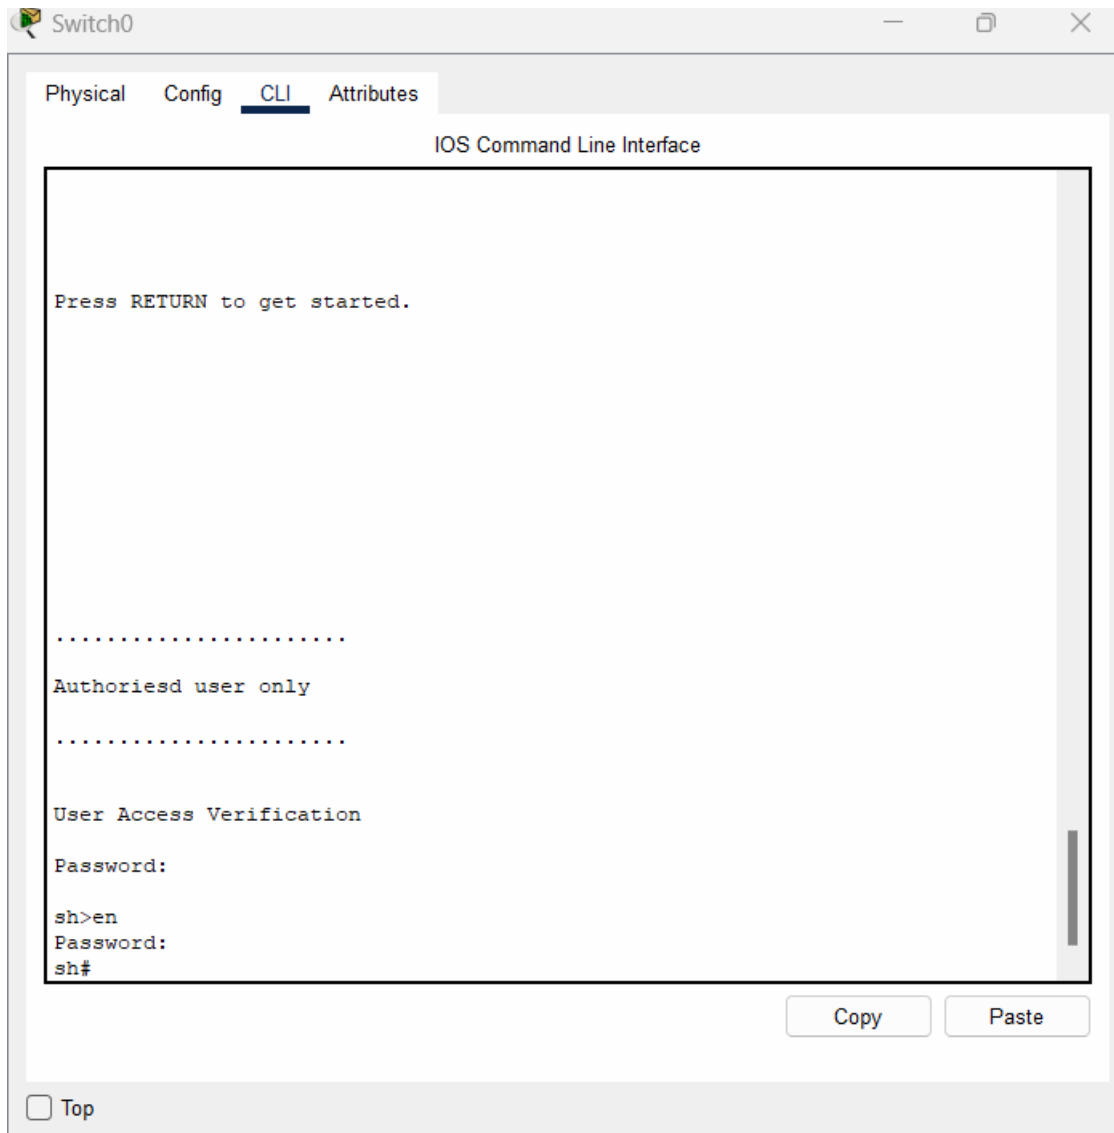 Switch0
Physical Config CLI Attributes
IOS Command Line Interface
Press RETURN to get started.
.......................
Authoriesd user only
.......................
User Access Verification
Password:
sh>en
Password:
sh#
Copy Paste
Top